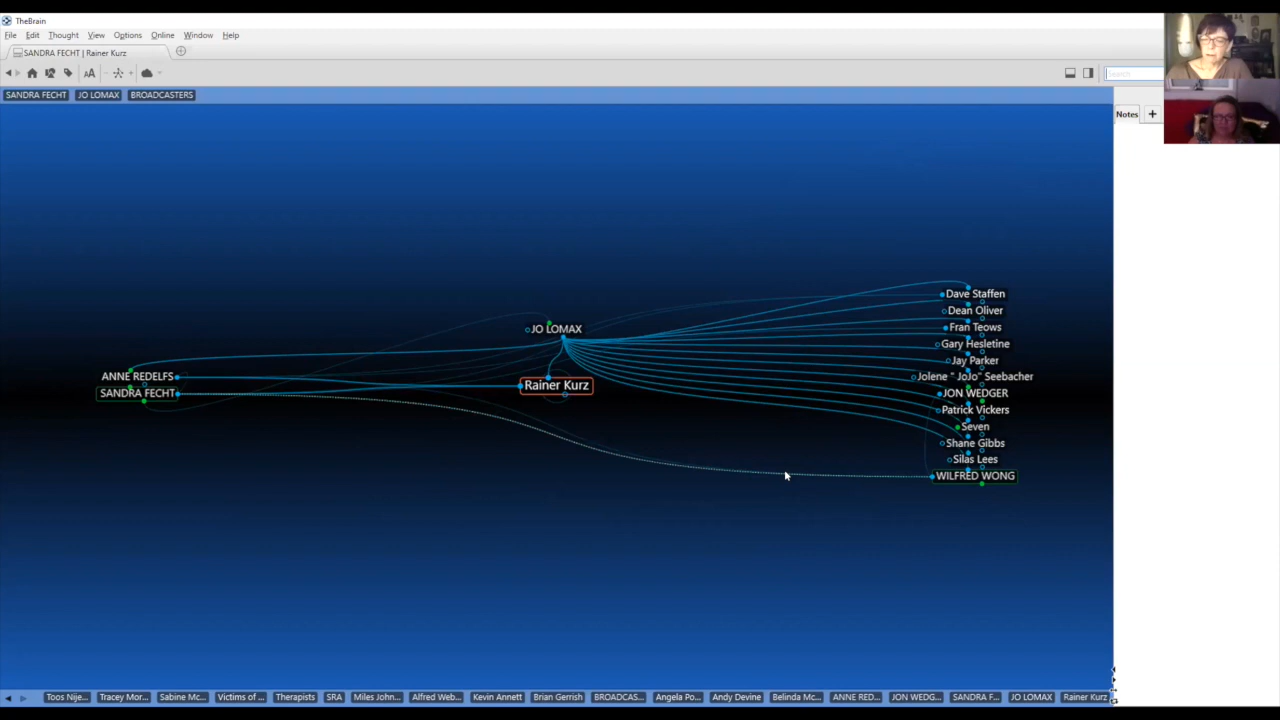 TheBrain
File Edit Thought View Options Online Window Help
SANDRA FECHT | Rainer Kurz
AA
Search
SANDRA FECHT JO LOMAX BROADCASTERS
Notes +
Dave Staffen
Dean Oliver
Fran Teows
JO LOMAX
Gary Hesletine
Jay Parker
ANNE REDELFS
Jolene " JoJo" Seebacher
Rainer Kurz
SANDRA FECHT
JON WEDGER
Patrick Vickers
Seven
Shane Gibbs
Silas Lees
WILFRED WONG
Toos Nije... Tracey Mor... Sabine Mc... Victims of ... Therapists SRA Miles John... Alfred Web... Kevin Annett Brian Gerrish BROADCAS... Angela Po... Andy Devine Belinda Mc... ANNE RED... JON WEDG... SANDRA F... JO LOMAX Rainer Kurz